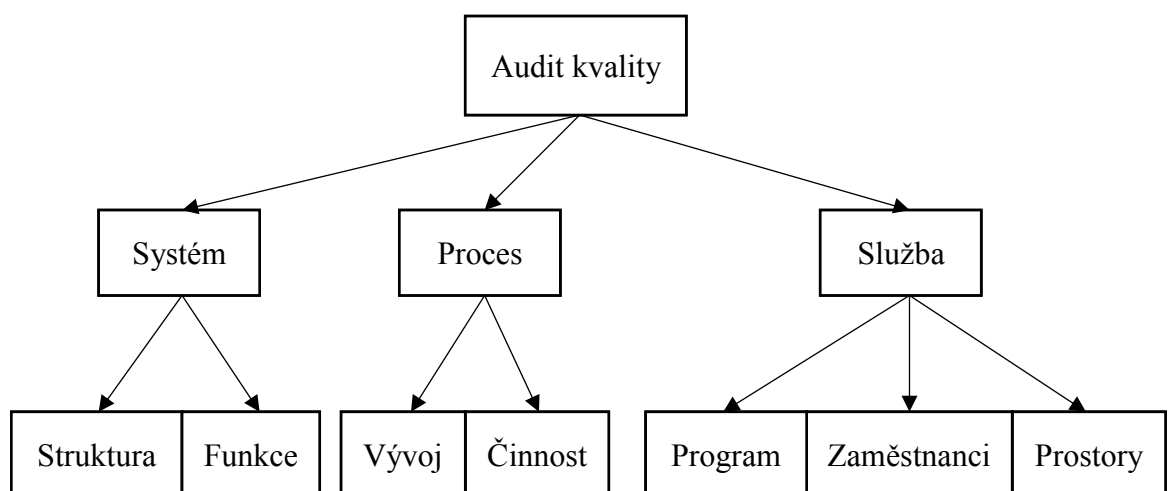 Audit kvality
Systém
Proces
Služba
Struktura
Funkce
Vývoj
Činnost
Program
Zaměstnanci
Prostory